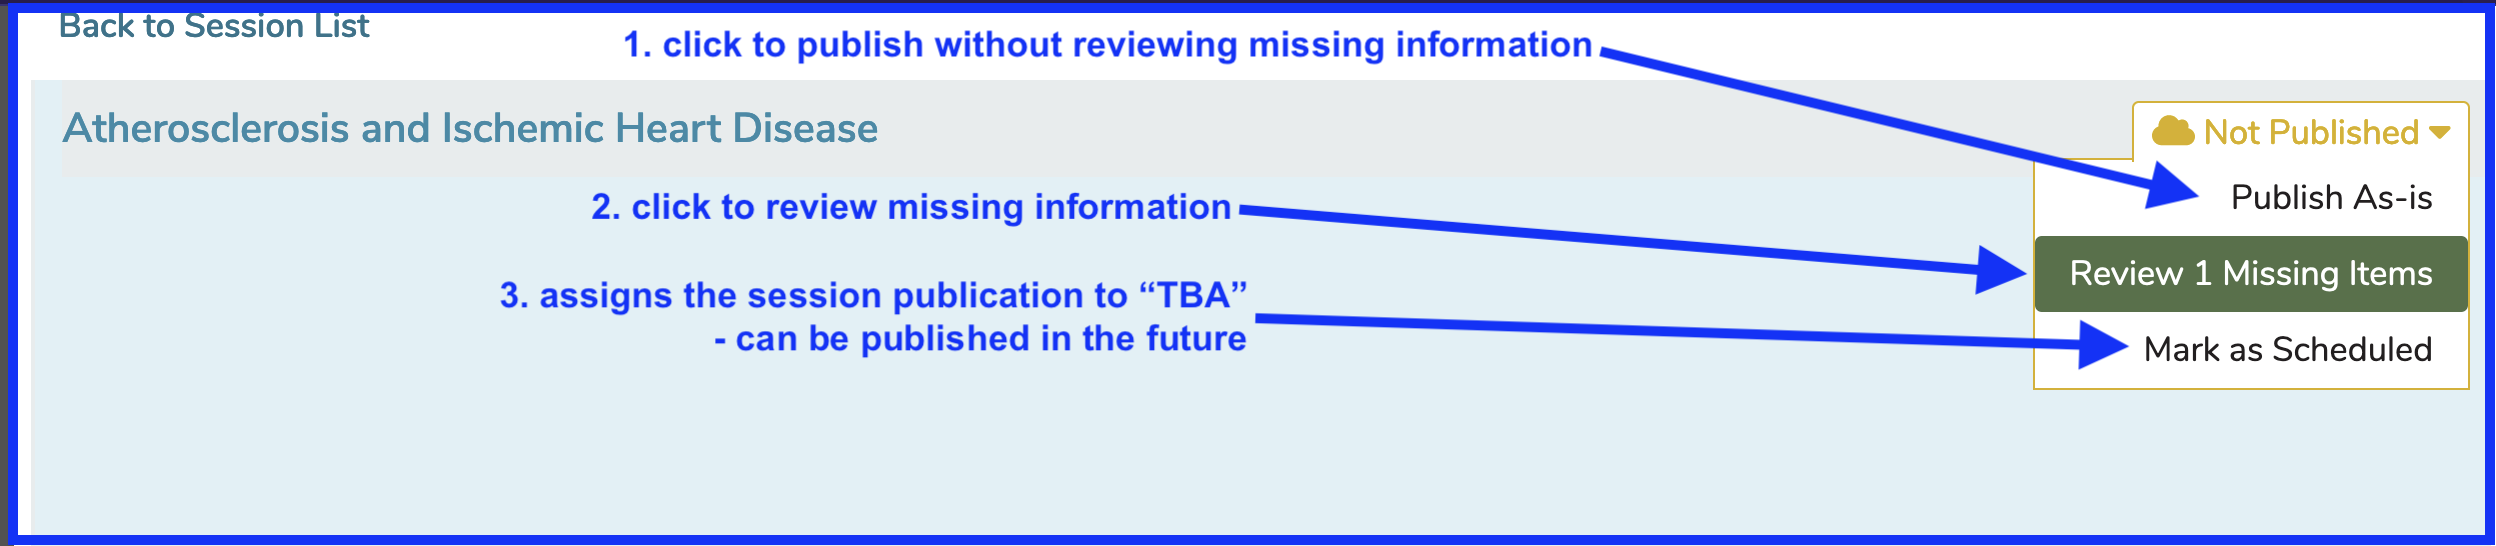 Back to Session List
1. click to publish without reviewing missing information
Atherosclerosis and Ischemic Heart Disease
Not Published
Publish As-is
2. click to review missing information
Review 1 Missing Items
3. assigns the session publication to “TBA”
- can be published in the future
Mark as Scheduled